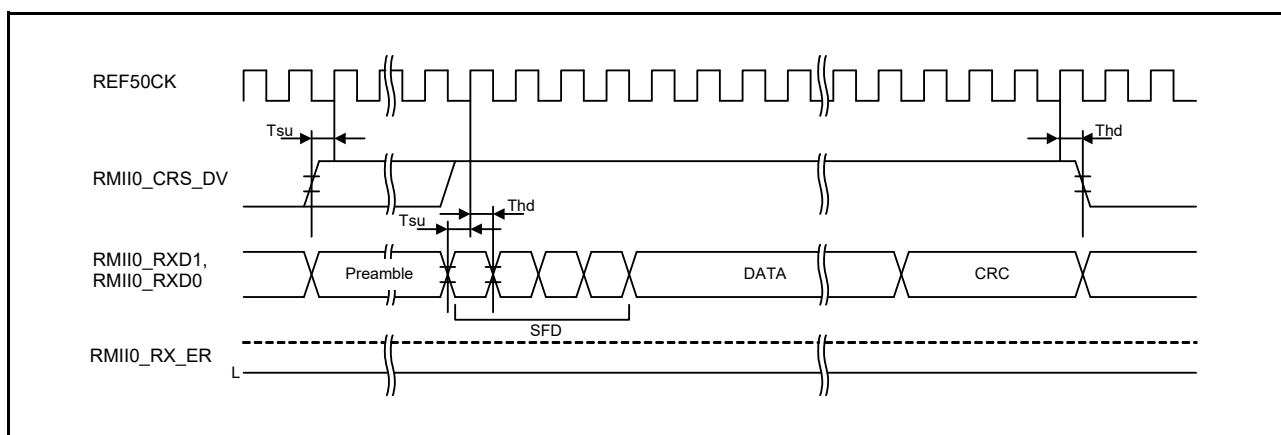 REF50CK
Tsu
Thd
RMII0_CRS_DV
Tsu
Thd
RMII0_RXD1,
RMII0_RXD0
Preamble
DATA
CRC
SFD
RMII0_RX_ER
L